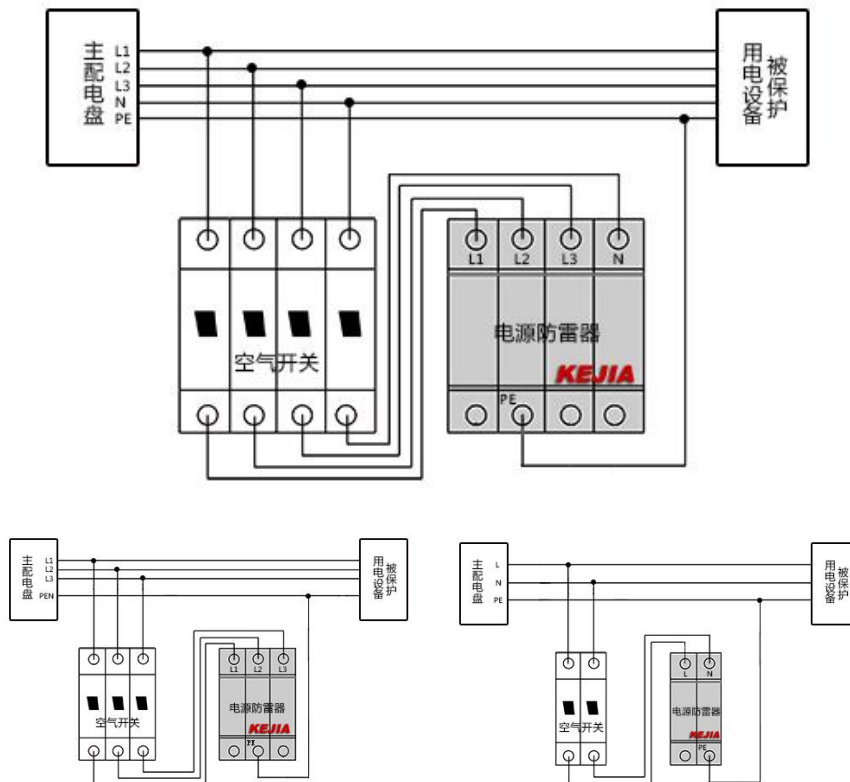 主配电盘
L1
L2
L3
N
PE
用电设备
被保护
L1
L2
L3
N
空气开关
电源防雷器
KEJIA
PE
主配电盘
L1
L2
L3
PEN
用电设备
被保护
L1
L2
L3
空气开关
电源防雷器
KEJIA
PE
主配电盘
L
N
PE
用电设备
被保护
L
N
空气开关
电源防雷器
KEJIA
PE